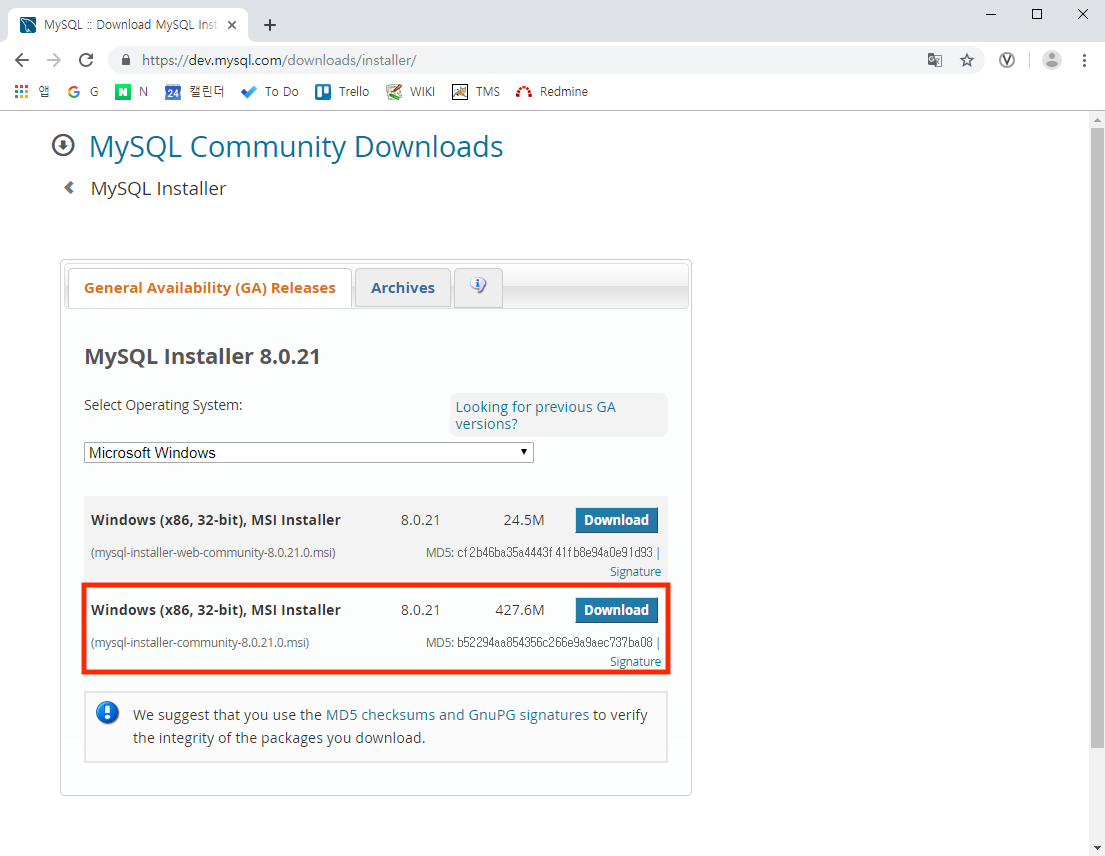 MySQL :: Download MySQL Inst
https://dev.mysql.com/downloads/installer/
앱 G N 24 캘린더 To Do Trello WIKI TMS Redmine
MySQL Community Downloads
MySQL Installer
General Availability (GA) Releases Archives
MySQL Installer 8.0.21
Select Operating System:
Looking for previous GA
versions?
Microsoft Windows
Windows (x86, 32-bit), MSI Installer 8.0.21 24.5M Download
(mysql-installer-web-community-8.0.21.0.msi) MD5: cf2b46ba35a4443f41fb8e94a0e91d93 |
Signature
Windows (x86, 32-bit), MSI Installer 8.0.21 427.6M Download
(mysql-installer-community-8.0.21.0.msi) MD5: b52294aa854356c266e9a9aec737ba08 |
Signature
We suggest that you use the MD5 checksums and GnuPG signatures to verify
the integrity of the packages you download.